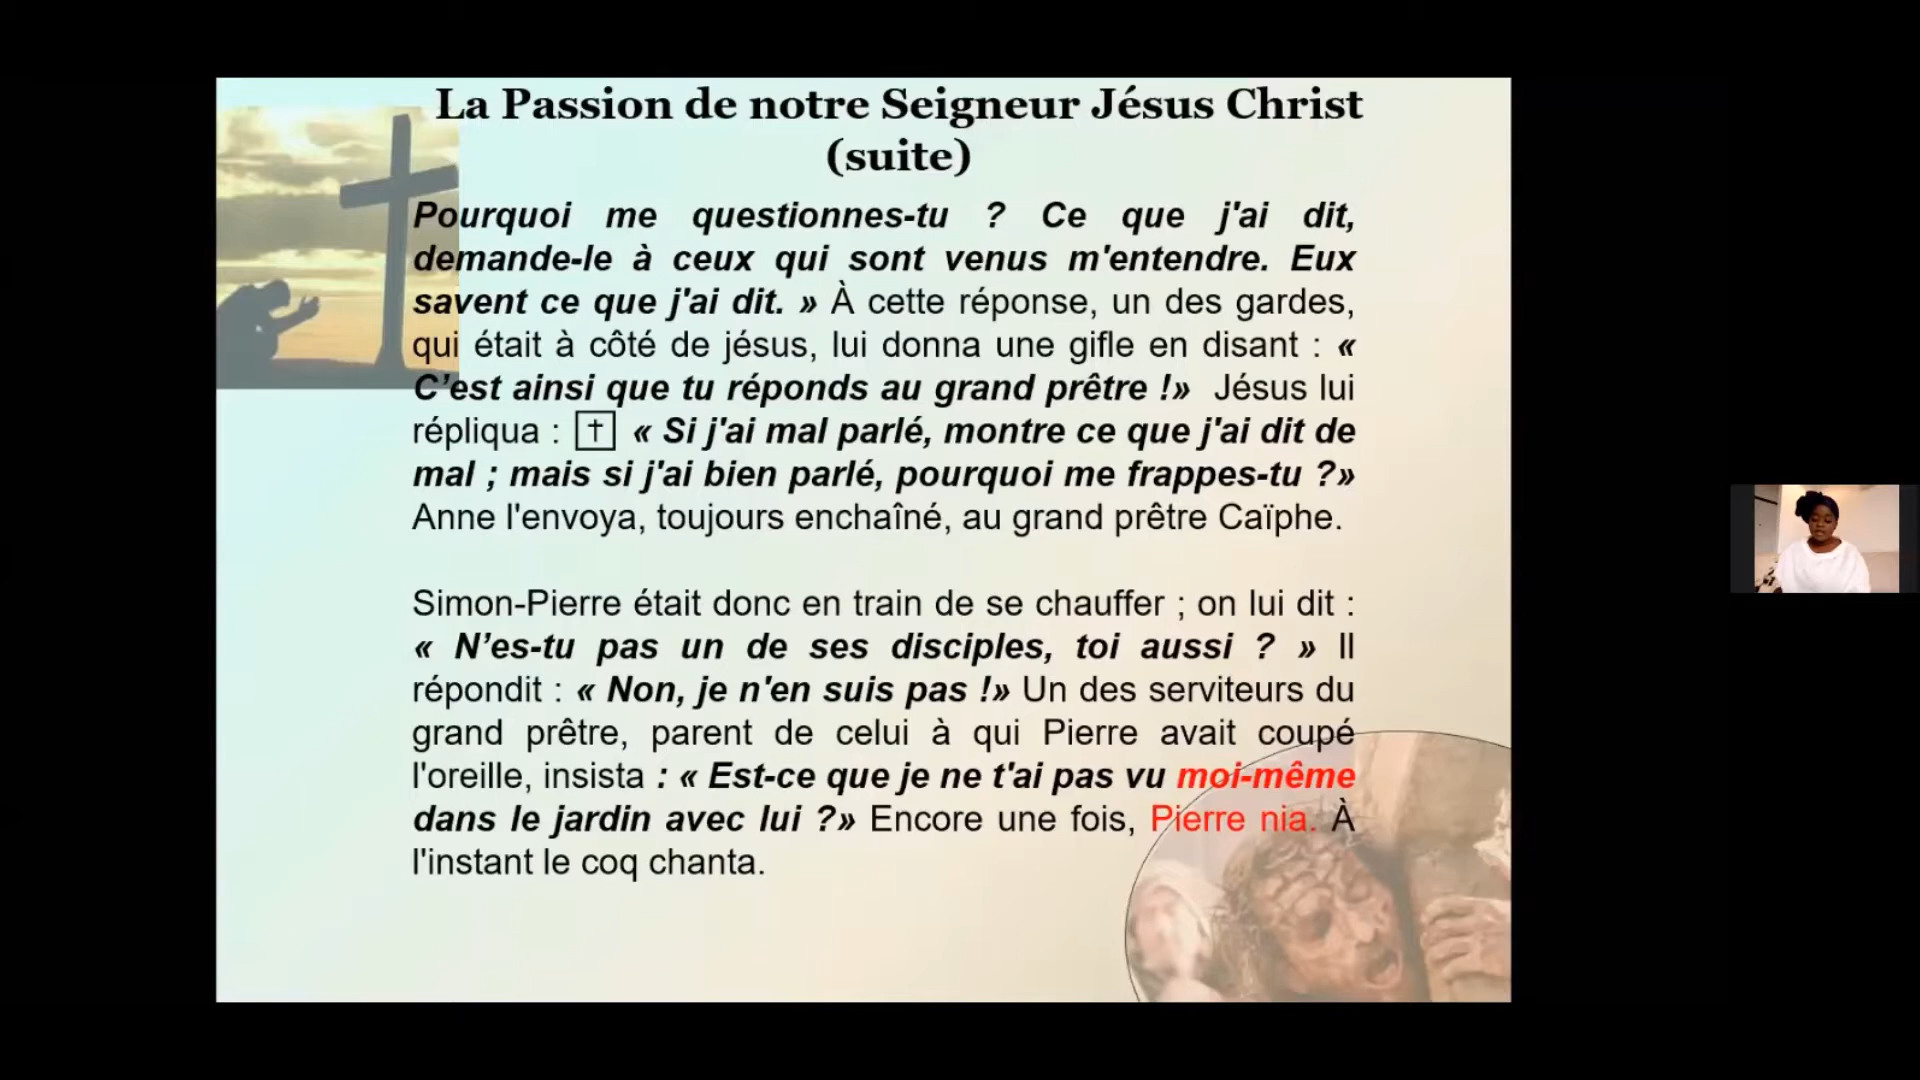 La Passion de notre Seigneur Jésus Christ
(suite)
Pourquoi me questionnes-tu ? Ce que j'ai dit,
demande-le à ceux qui sont venus m'entendre. Eux
savent ce que j'ai dit. » À cette réponse, un des gardes,
qui était à côté de jésus, lui donna une gifle en disant : «
C’est ainsi que tu réponds au grand prêtre !» Jésus lui
répliqua : ✝ « Si j'ai mal parlé, montre ce que j'ai dit de
mal ; mais si j'ai bien parlé, pourquoi me frappes-tu ?»
Anne l'envoya, toujours enchaîné, au grand prêtre Caïphe.
Simon-Pierre était donc en train de se chauffer ; on lui dit :
« N’es-tu pas un de ses disciples, toi aussi ? » Il
répondit : « Non, je n'en suis pas !» Un des serviteurs du
grand prêtre, parent de celui à qui Pierre avait coupé
l'oreille, insista : « Est-ce que je ne t'ai pas vu moi-même
dans le jardin avec lui ?» Encore une fois, Pierre nia. À
l'instant le coq chanta.